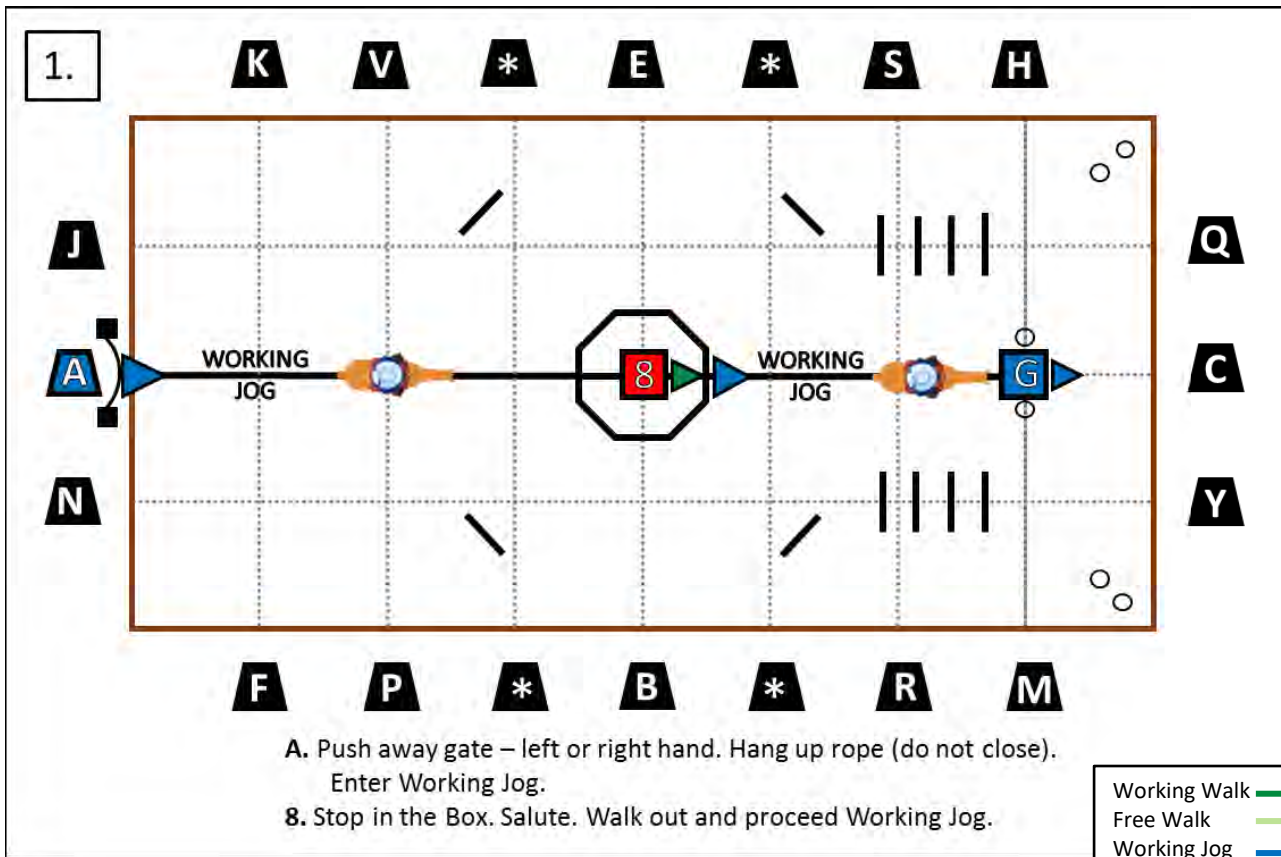 1.
K V * E * S H
J Q
WORKING WORKING
A 8 G C
JOG JOG
N Y
F P * B * R M
A. Push away gate – left or right hand. Hang up rope (do not close).
Enter Working Jog.
8. Stop in the Box. Salute. Walk out and proceed Working Jog.
Working Walk
Free Walk
Working Jog